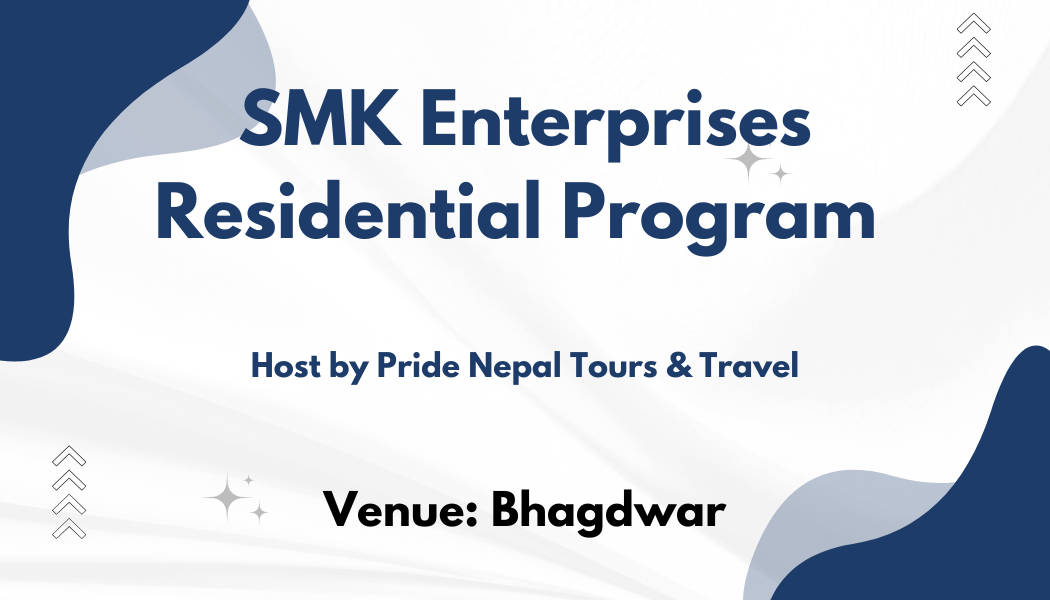 SMK Enterprises
Residential Program
Host by Pride Nepal Tours & Travel
Venue: Bhagdwar